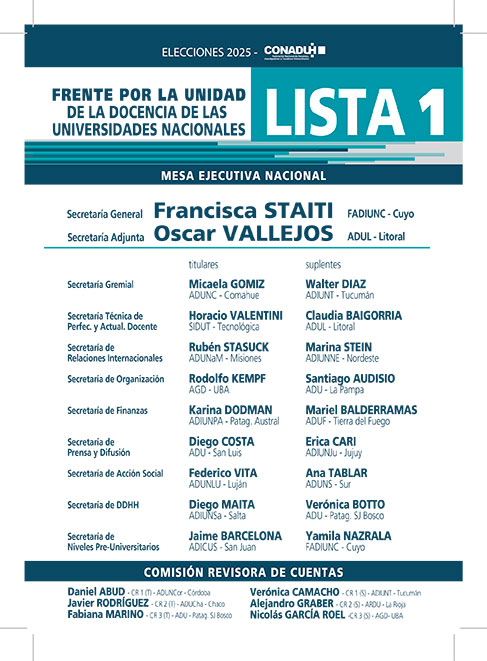 ELECCIONES 2025 - CONADUH
FRENTE POR LA UNIDAD
DE LA DOCENCIA DE LAS
UNIVERSIDADES NACIONALES
LISTA 1
MESA EJECUTIVA NACIONAL
Secretaría General Francisca STAITI FADIUNC - Cuyo
Secretaría Adjunta Oscar VALLEJOS ADUL - Litoral
titulares suplentes
Secretaría Gremial Micaela GOMIZ Walter DIAZ
ADUNC - Comahue ADIUNT - Tucumán
Secretaría Técnica de Horacio VALENTINI Claudia BAIGORRIA
Perfec. y Actual. Docente SIDUT - Tecnológica ADUL - Litoral
Secretaría de Rubén STASUCK Marina STEIN
Relaciones Internacionales ADUNaM - Misiones ADIUNNE - Nordeste
Secretaría de Organización Rodolfo KEMPF Santiago AUDISIO
AGD - UBA ADU - La Pampa
Secretaría de Finanzas Karina DODMAN Mariel BALDERRAMAS
ADIUNPA - Patag. Austral ADUF - Tierra del Fuego
Secretaría de Diego COSTA Erica CARI
Prensa y Difusión ADU - San Luis ADIUNJu - Jujuy
Secretaría de Acción Social Federico VITA Ana TABLAR
ADUNLU - Luján ADUNS - Sur
Secretaría de DDHH Diego MAITA Verónica BOTTO
ADIUNSa - Salta ADU - Patag. SJ Bosco
Secretaría de Jaime BARCELONA Yamila NAZRALA
Niveles Pre-Universitarios ADICUS - San Juan FADIUNC - Cuyo
COMISIÓN REVISORA DE CUENTAS
Daniel ABUD - CR 1 (T) - ADUNCor - Córdoba Verónica CAMACHO - CR 1 (S) - ADIUNT - Tucumán
Javier RODRÍGUEZ - CR 2 (T) - ADUCha - Chaco Alejandro GRABER - CR 2 (S) - ARDU - La Rioja
Fabiana MARINO - CR 3 (T) - ADU - Patag. SJ Bosco Nicolás GARCÍA ROEL - CR 3 (S) - AGD- UBA